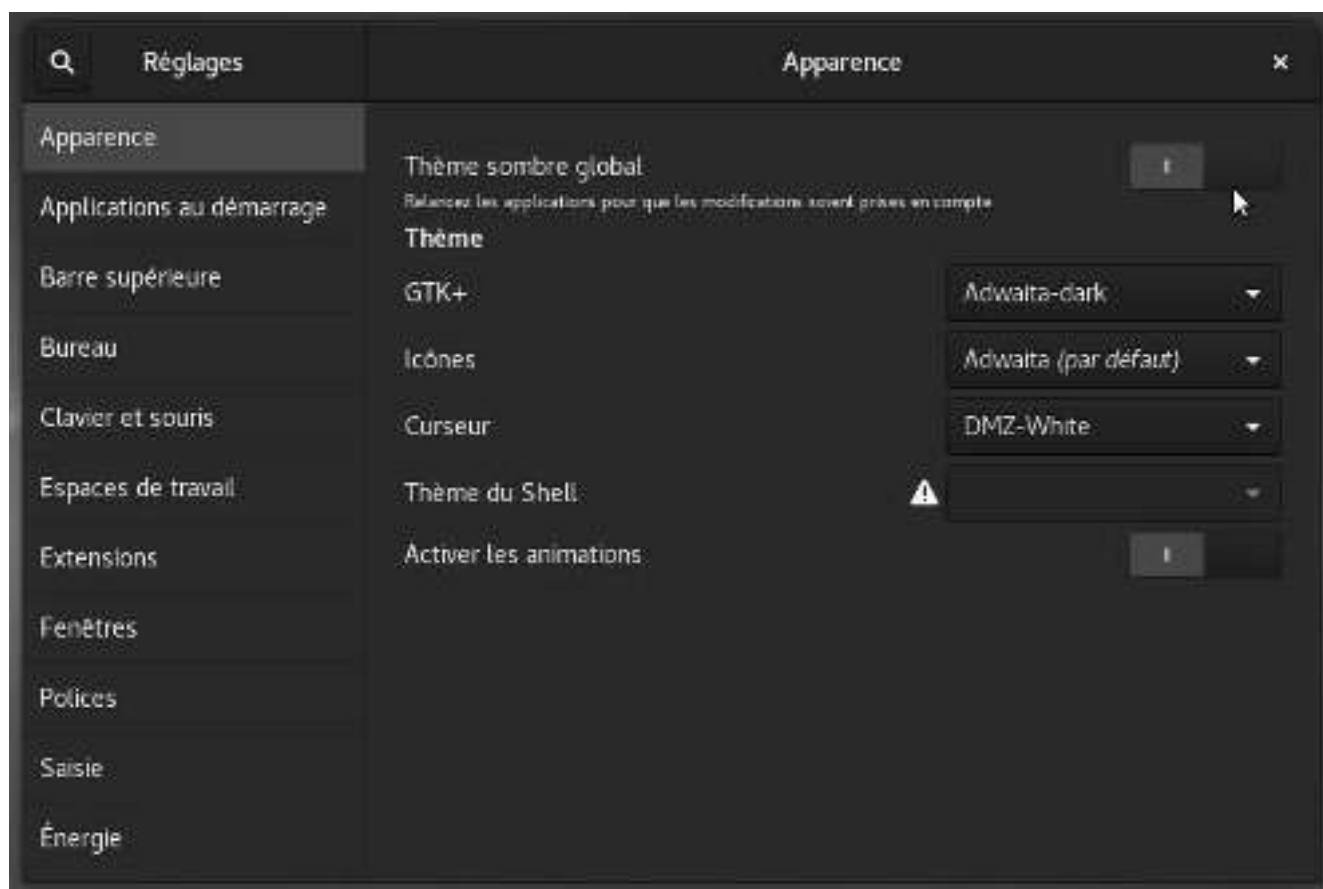 Réglages
Apparence
Apparence
Applications au démarrage
Barre supérieure
Bureau
Clavier et souris
Espaces de travail
Extensions
Fenêtres
Polices
Saisie
Énergie
Thème sombre global
Relancez les applications pour que les modifications soient prises en compte
Thème
GTK+
Adwaita-dark
Icônes
Adwaita (par défaut)
Curseur
DMZ-White
Thème du Shell
Activer les animations